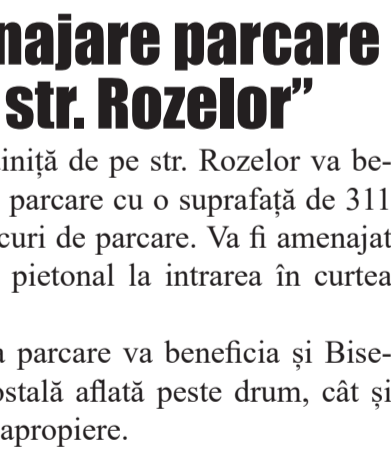 najare parcare
str. Rozelor”
iniță de pe str. Rozelor va be-
parcare cu o suprafață de 311
curi de parcare. Va fi amenajat
pietonal la intrarea în curtea
a parcare va beneficia și Bise-
ostală aflată peste drum, cât și
apropiere.